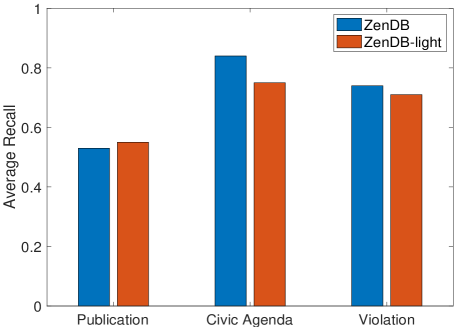 1
0.8
0.6
0.4
0.2
0
Average Recall
ZenDB
ZenDB-light
Publication
Civic Agenda
Violation